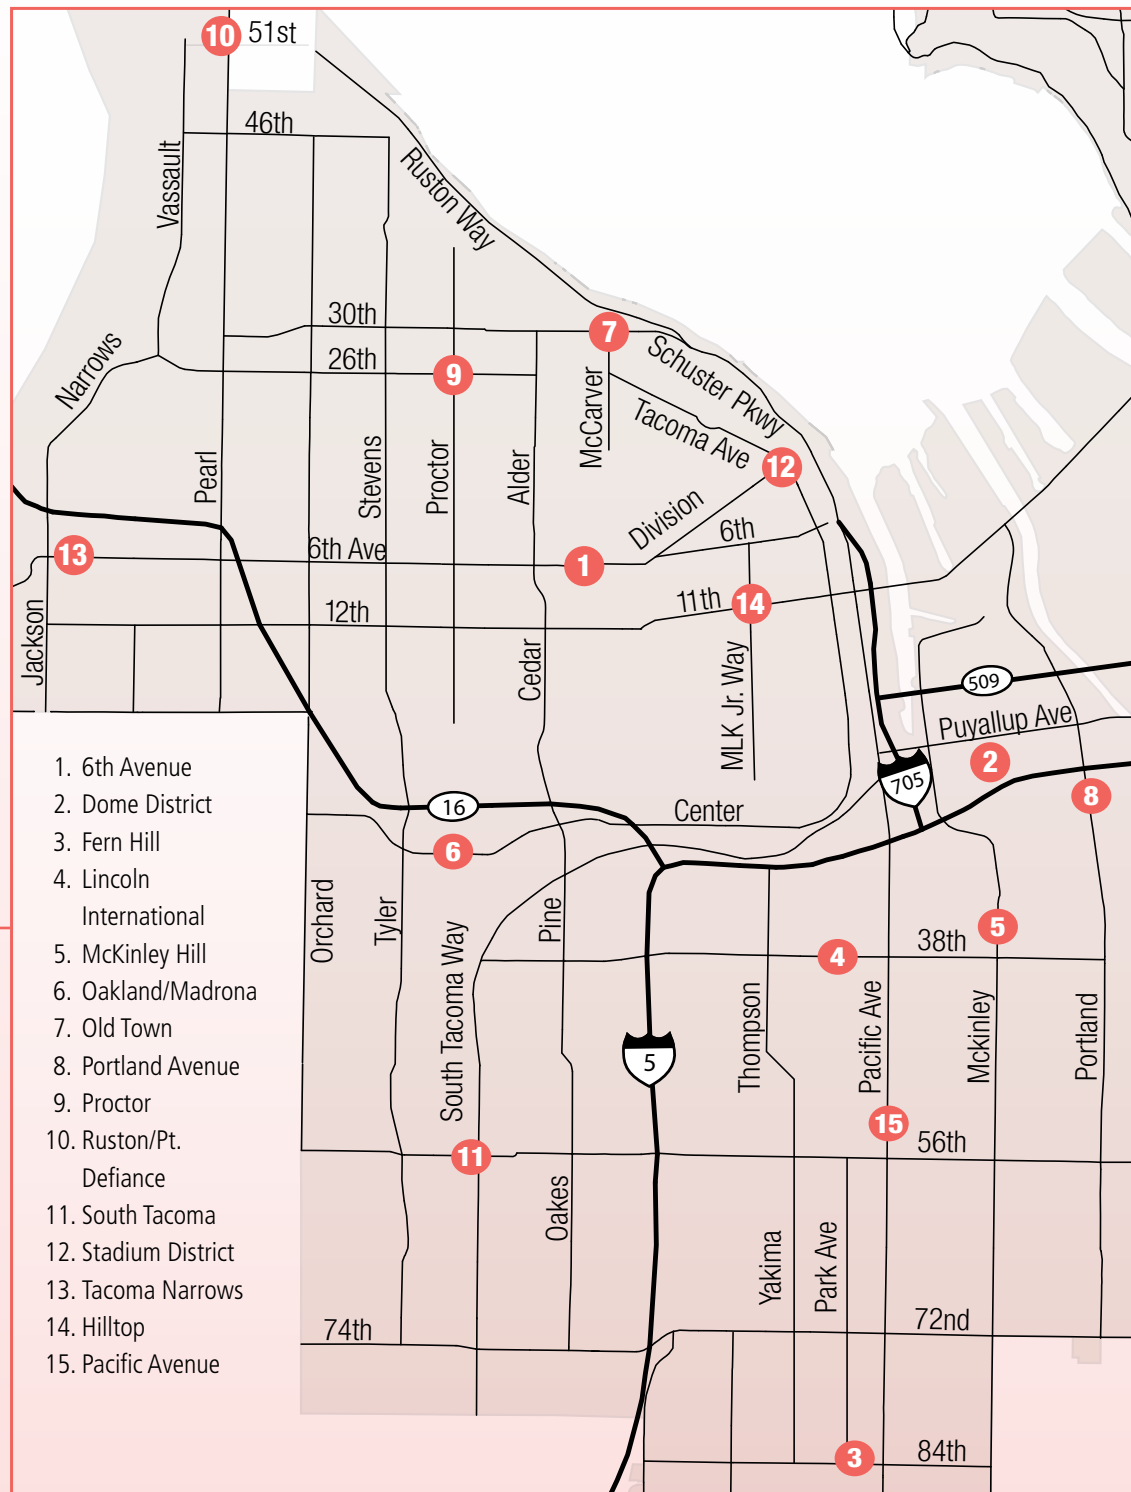 10
51st
46th
Vassault
Ruston Way
30th
7
Narrows
26th
9
McCarver
Schuster Pkwy
Tacoma Ave
Pearl
Stevens
Proctor
Alder
12
Division
6th
13
6th Ave
1
11th
14
Jackson
12th
Cedar
MLK Jr. Way
509
Puyallup Ave
2
705
8
16
Center
6
1. 6th Avenue
2. Dome District
3. Fern Hill
4. Lincoln
International
5. McKinley Hill
6. Oakland/Madrona
7. Old Town
8. Portland Avenue
9. Proctor
10. Ruston/Pt.
Defiance
11. South Tacoma
12. Stadium District
13. Tacoma Narrows
14. Hilltop
15. Pacific Avenue
Orchard
Tyler
South Tacoma Way
Pine
5
38th
4
5
Thompson
Pacific Ave
Mckinley
Portland
15
56th
11
Oakes
Yakima
Park Ave
74th
72nd
3
84th